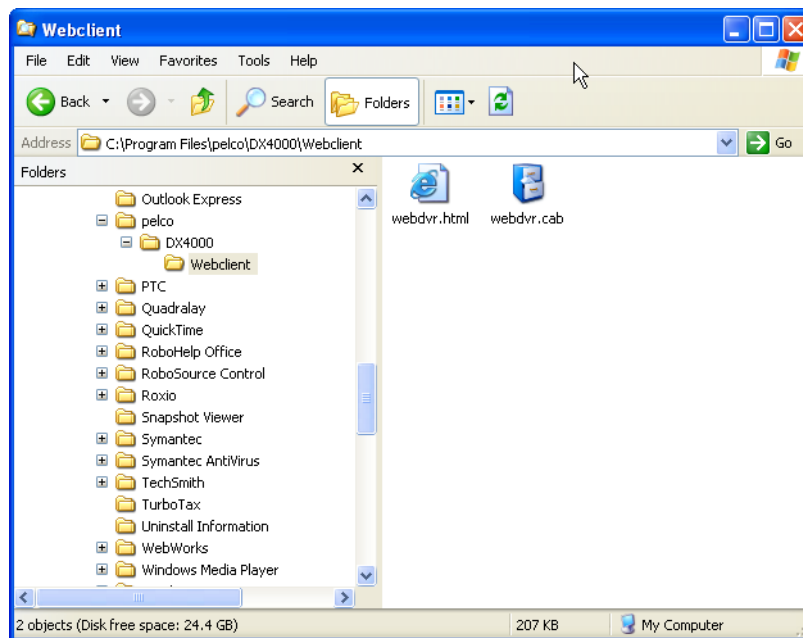 Webclient
File Edit View Favorites Tools Help
Back Search Folders
Address C:\Program Files\pelco\DX4000\Webclient Go
Folders
Outlook Express
pelco
DX4000
Webclient
PTC
Quadralay
QuickTime
RoboHelp Office
RoboSource Control
Roxio
Snapshot Viewer
Symantec
Symantec AntiVirus
TechSmith
TurboTax
Uninstall Information
WebWorks
Windows Media Player
webdvr.html webdvr.cab
2 objects (Disk free space: 24.4 GB) 207 KB My Computer